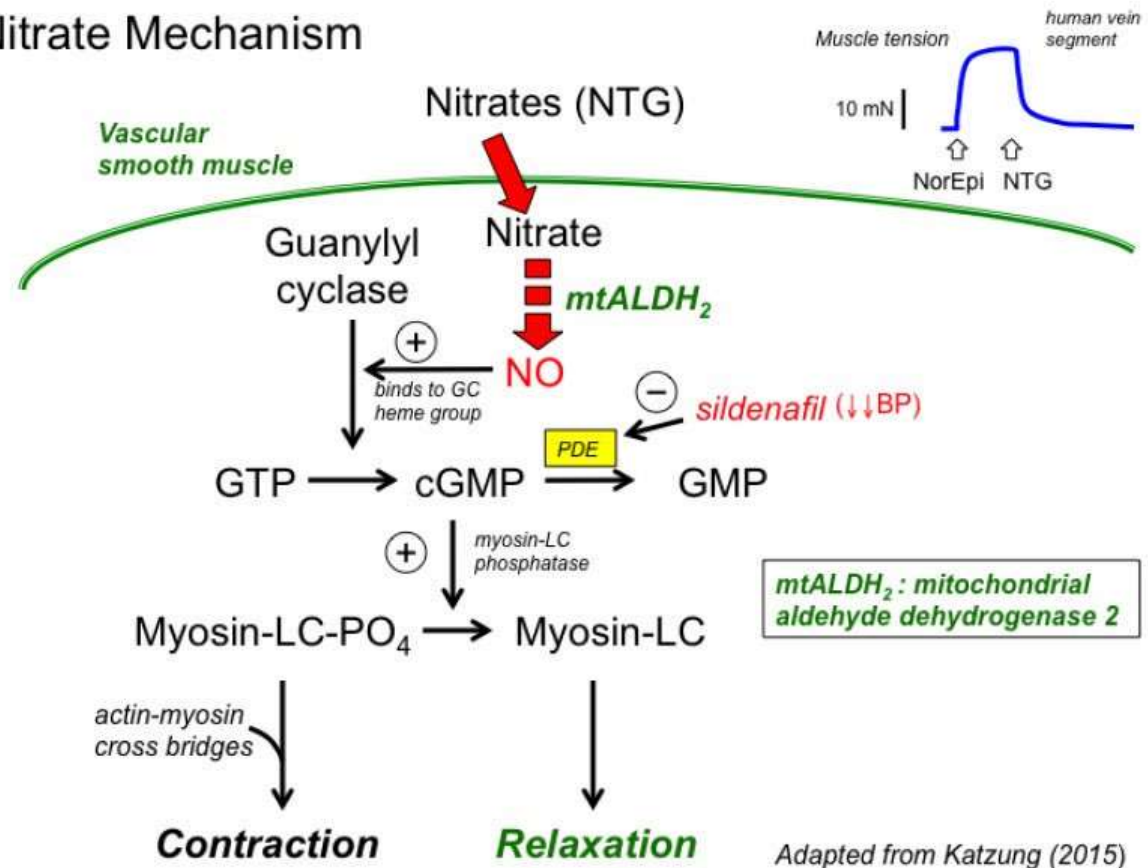 Nitrate Mechanism
human vein
segment
Muscle tension
10 mN
NorEpi
NTG
Nitrates (NTG)
Vascular
smooth muscle
Guanylyl
cyclase
Nitrate
mtALDH₂
+
NO
binds to GC
heme group
−
sildenafil (↓↓BP)
PDE
GTP
cGMP
GMP
+
myosin-LC
phosphatase
mtALDH₂ : mitochondrial
aldehyde dehydrogenase 2
Myosin-LC-PO₄
Myosin-LC
actin-myosin
cross bridges
Contraction
Relaxation
Adapted from Katzung (2015)